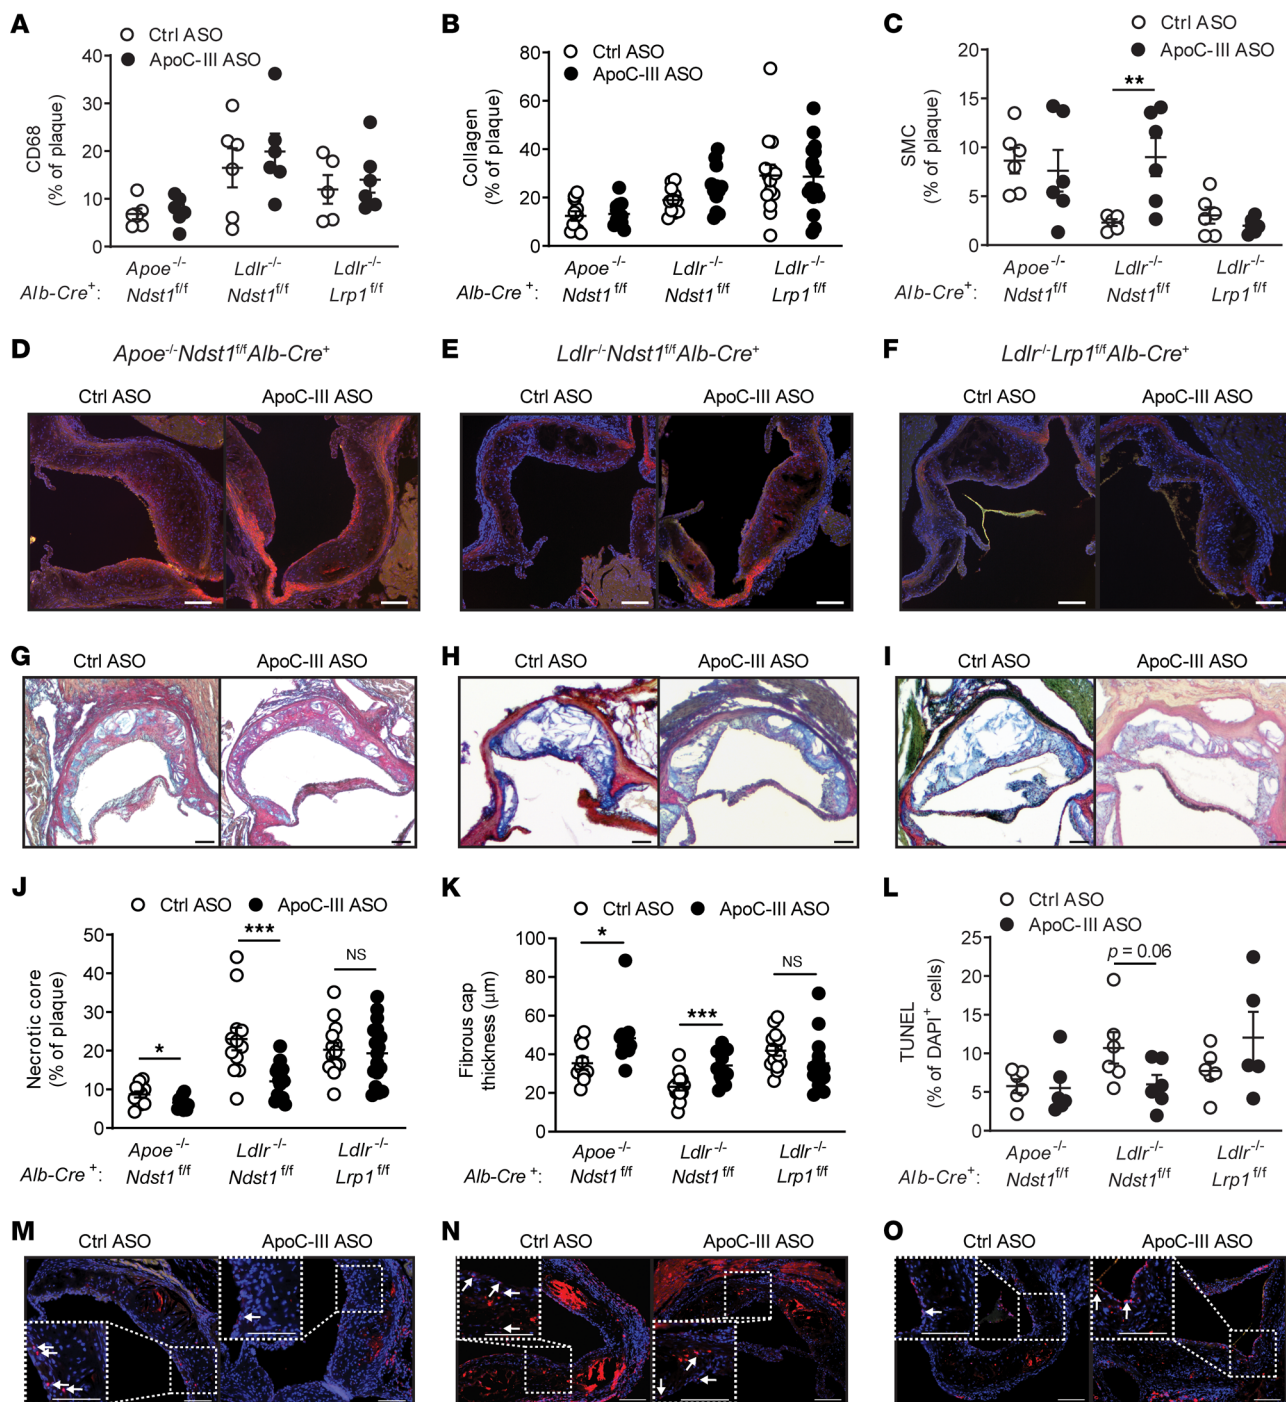 A
Ctrl ASO
ApoC-III ASO
CD68
(% of plaque)
40
30
20
10
0
Apoe-/- Ldlr-/- Ldlr-/-
Alb-Cre+: Ndst1f/f Ndst1f/f Lrp1f/f
B
Ctrl ASO
ApoC-III ASO
Collagen
(% of plaque)
80
60
40
20
0
Apoe-/- Ldlr-/- Ldlr-/-
Alb-Cre+: Ndst1f/f Ndst1f/f Lrp1f/f
C
Ctrl ASO
ApoC-III ASO
SMC
(% of plaque)
20
15
10
5
0
**
Apoe-/- Ldlr-/- Ldlr-/-
Alb-Cre+: Ndst1f/f Ndst1f/f Lrp1f/f
D Apoe-/-Ndst1f/fAlb-Cre+
Ctrl ASO ApoC-III ASO
E Ldlr-/-Ndst1f/fAlb-Cre+
Ctrl ASO ApoC-III ASO
F Ldlr-/-Lrp1f/fAlb-Cre+
Ctrl ASO ApoC-III ASO
G Ctrl ASO ApoC-III ASO
H Ctrl ASO ApoC-III ASO
I Ctrl ASO ApoC-III ASO
J
Ctrl ASO ApoC-III ASO
Necrotic core
(% of plaque)
50
40
30
20
10
0
* *** NS
Apoe-/- Ldlr-/- Ldlr-/-
Alb-Cre+: Ndst1f/f Ndst1f/f Lrp1f/f
K
Ctrl ASO ApoC-III ASO
Fibrous cap
thickness (μm)
100
80
60
40
20
0
* *** NS
Apoe-/- Ldlr-/- Ldlr-/-
Alb-Cre+: Ndst1f/f Ndst1f/f Lrp1f/f
L
Ctrl ASO
ApoC-III ASO
TUNEL
(% of DAPI+ cells)
25
20
15
10
5
0
p = 0.06
Apoe-/- Ldlr-/- Ldlr-/-
Alb-Cre+: Ndst1f/f Ndst1f/f Lrp1f/f
M Ctrl ASO ApoC-III ASO
N Ctrl ASO ApoC-III ASO
O Ctrl ASO ApoC-III ASO